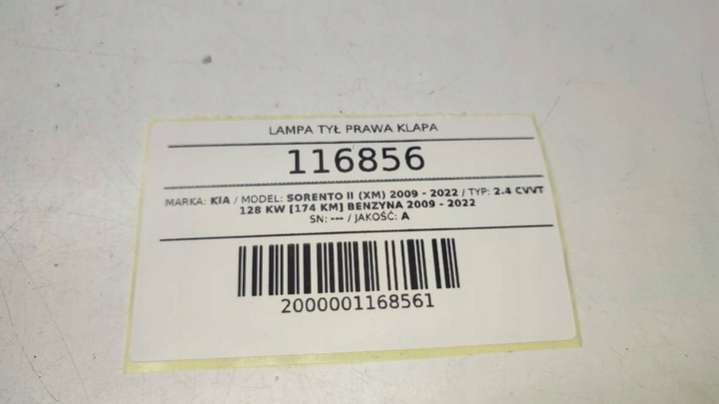 LAMPA TYŁ PRAWA KLAPA
116856
MARKA: KIA / MODEL: SORENTO II (XM) 2009 - 2022 / TYP: 2.4 CVVT
128 KW [174 KM] BENZYNA 2009 - 2022
SN: --- / JAKOŚĆ: A
2000001168561